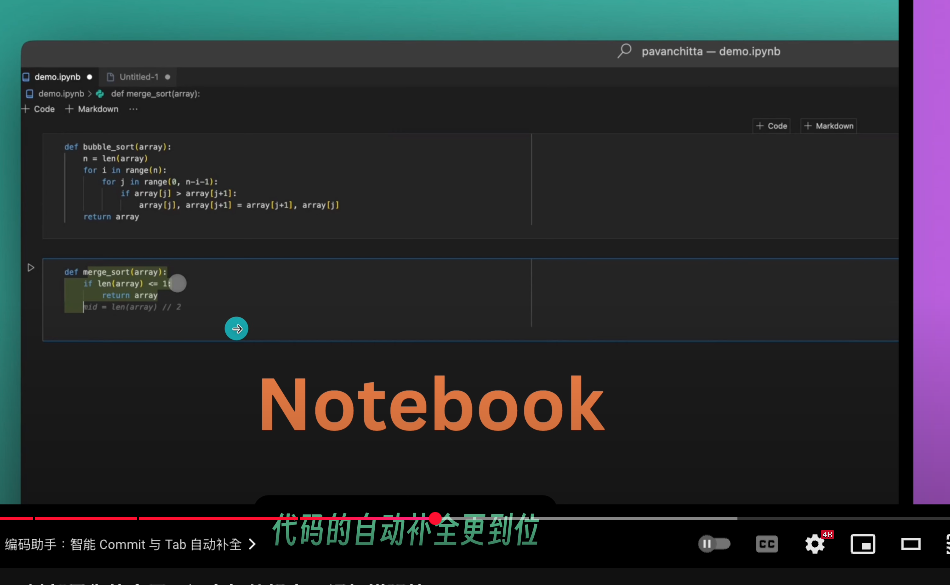 pavanchitta — demo.ipynb
demo.ipynb ● Untitled-1 ●
demo.ipynb > def merge_sort(array):
+ Code + Markdown ···
+ Code + Markdown
def bubble_sort(array):
n = len(array)
for i in range(n):
for j in range(0, n-i-1):
if array[j] > array[j+1]:
array[j], array[j+1] = array[j+1], array[j]
return array
def merge_sort(array):
if len(array) <= 1:
return array
mid = len(array) // 2
Notebook
代码的自动补全更到位
编码助手：智能 Commit 与 Tab 自动补全
CC
4K